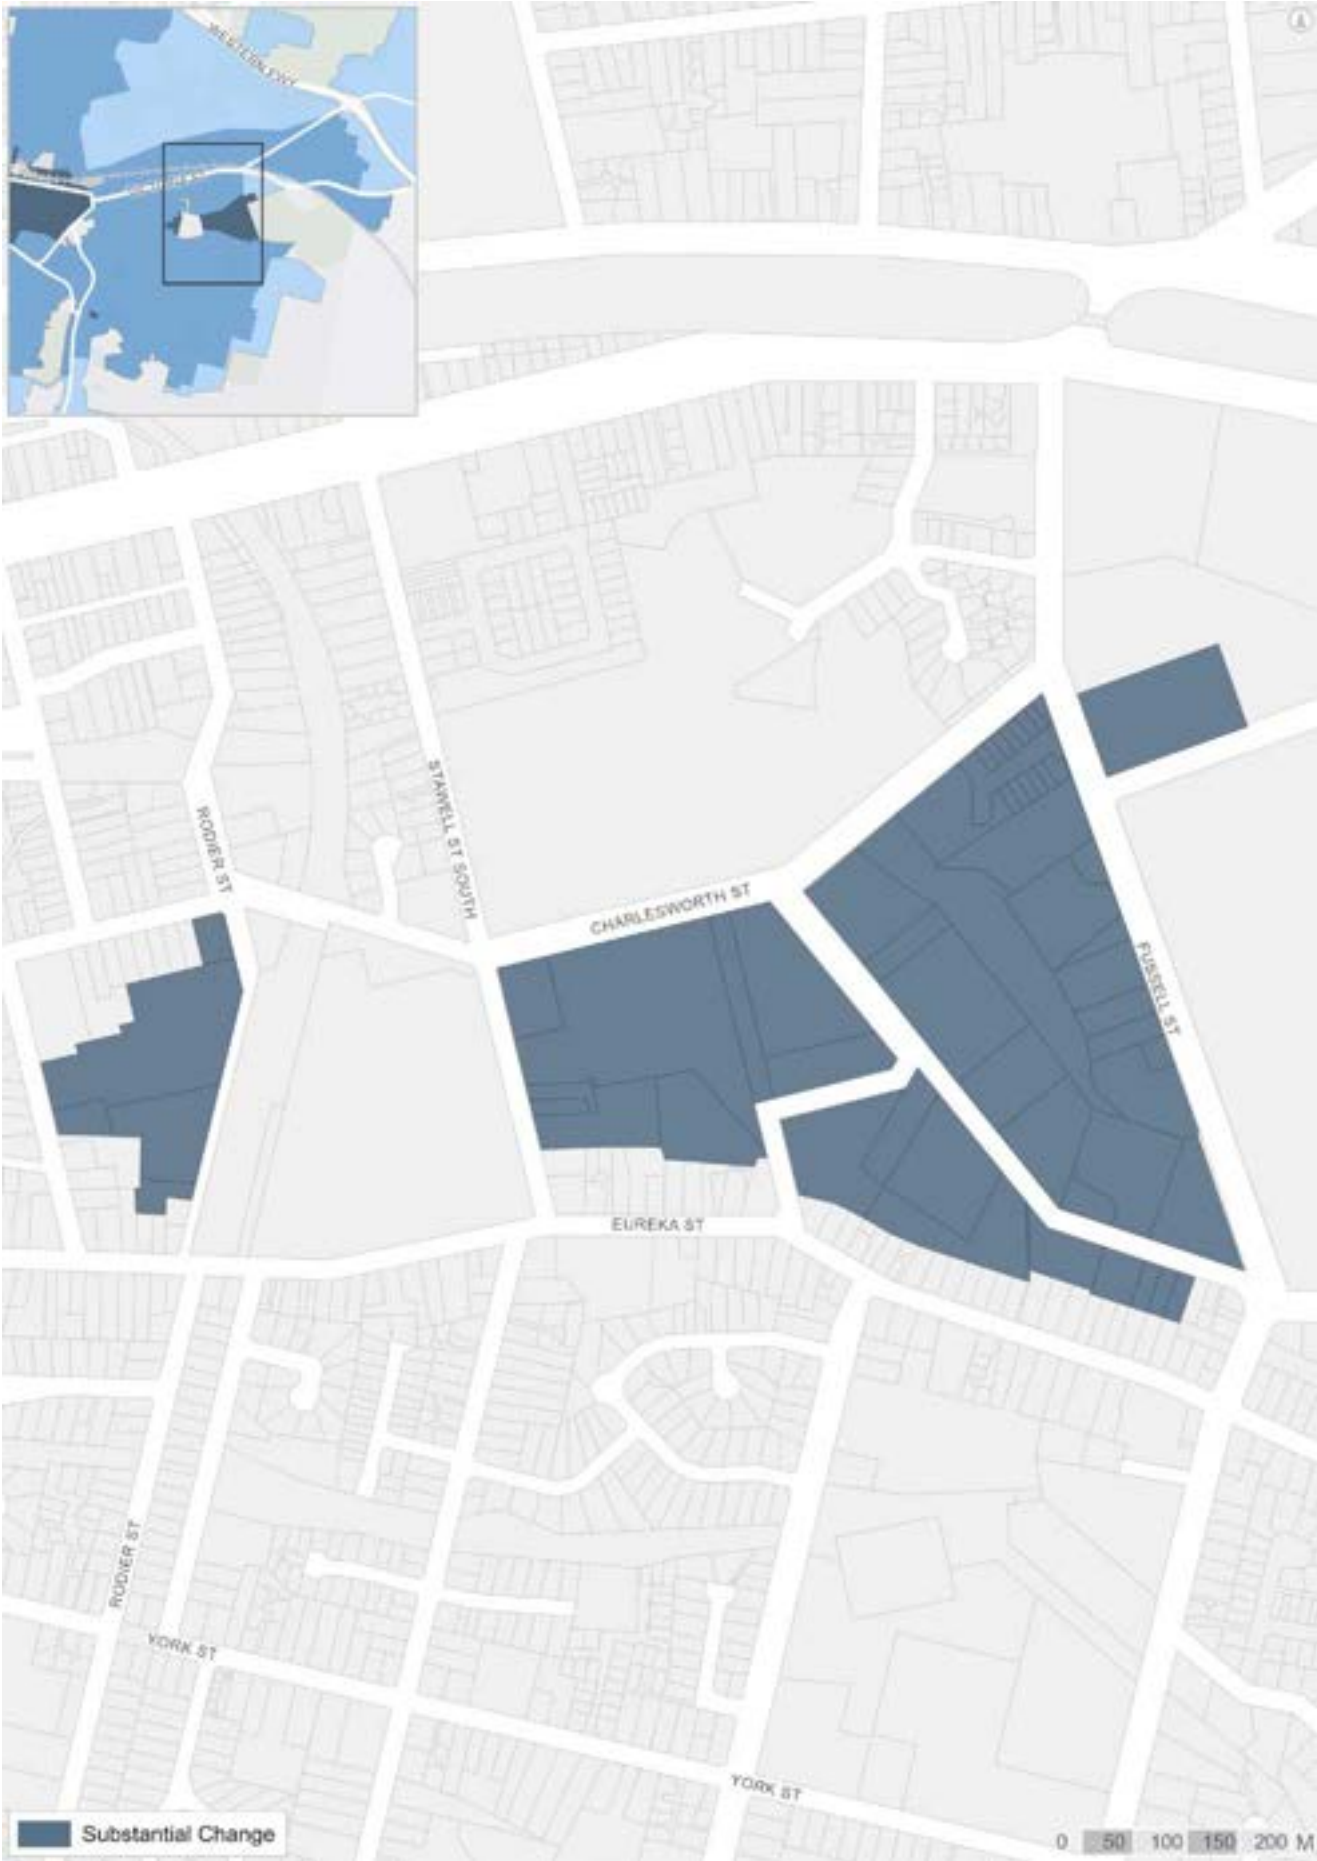 WESTERN FWY
STAWELL ST SOUTH
RODIER ST
CHARLESWORTH ST
FUSSELL ST
EUREKA ST
RODIER ST
YORK ST
YORK ST
Substantial Change
0 50 100 150 200 M